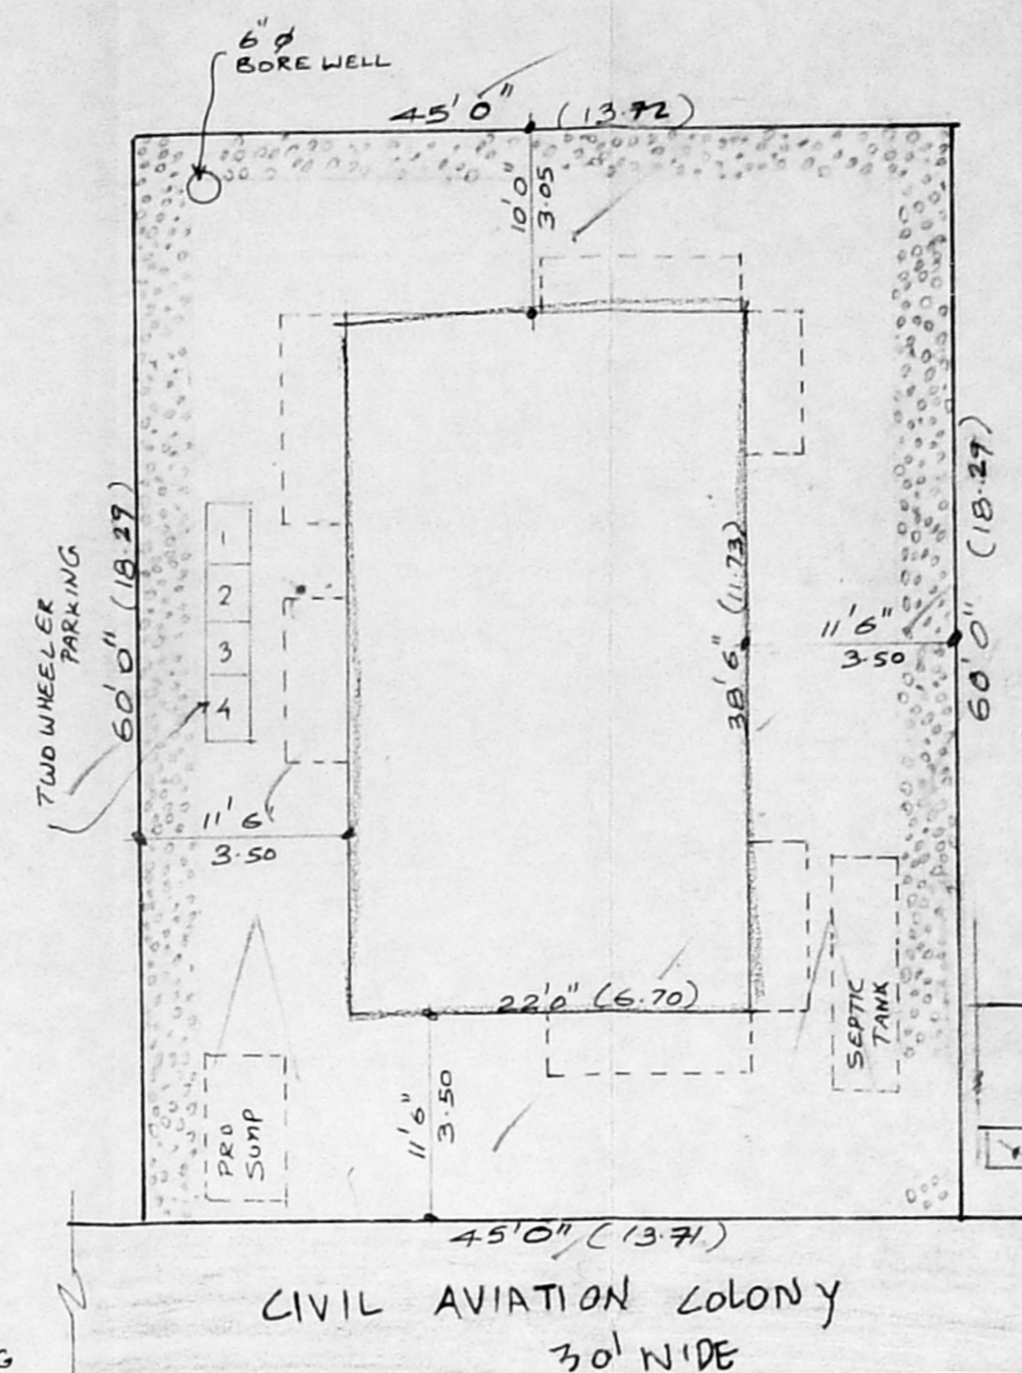 6" φ
BORE WELL
45' 0" (13.72)
10'0"
3.05
60'0" (18.29)
TWO WHEELER
PARKING
1
2
3
4
38'6" (11.73)
11'6"
3.50
60'0" (18.29)
11' 6"
3.50
22'0" (6.70)
SEPTIC
TANK
11'6"
3.50
PRO
SUMP
45'0" (13.71)
CIVIL AVIATION COLONY
30' WIDE
G